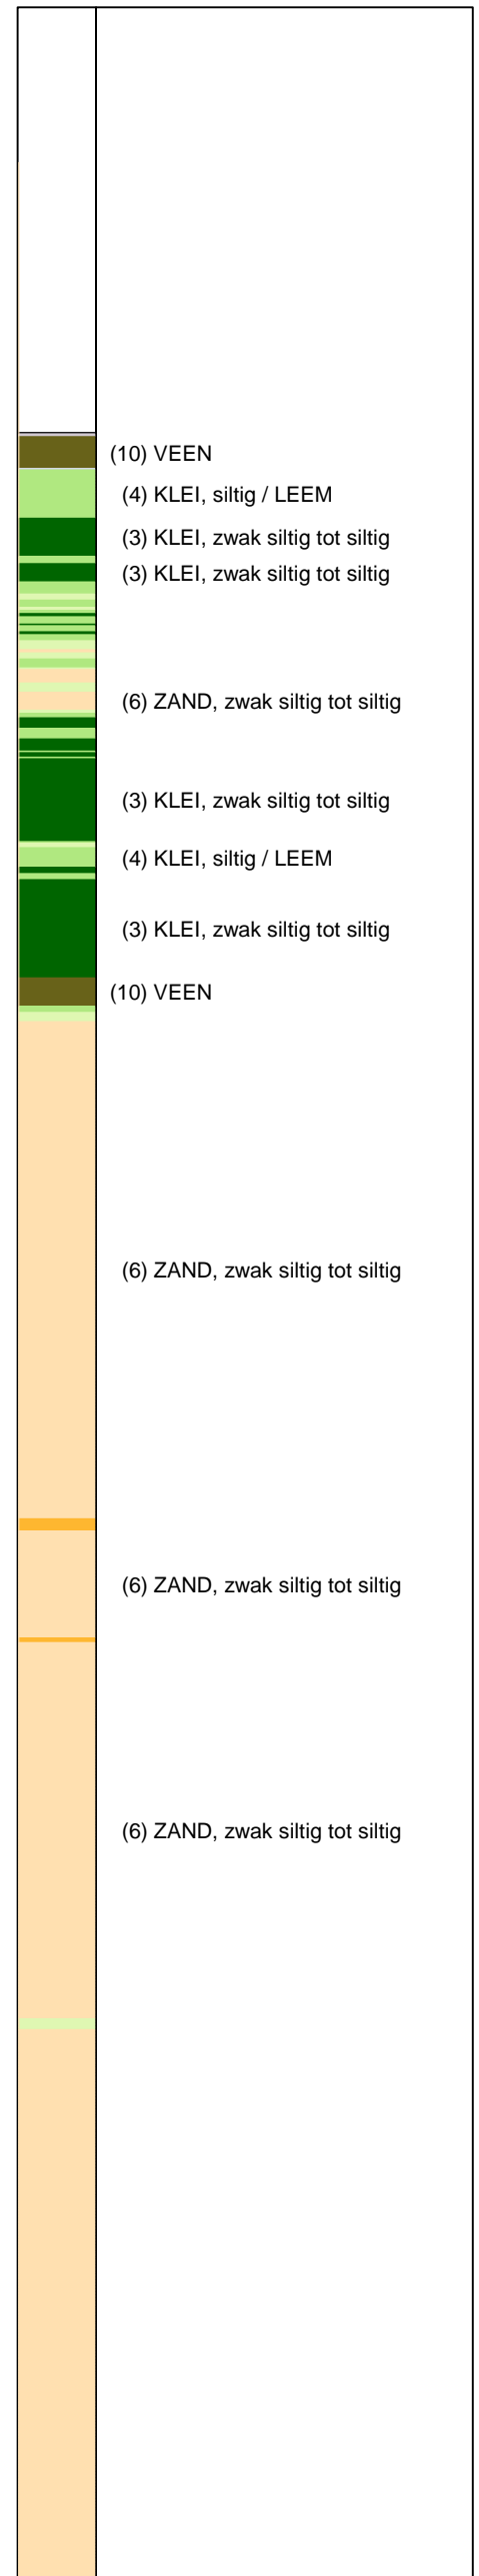 (10) VEEN
(4) KLEI, siltig / LEEM
(3) KLEI, zwak siltig tot siltig
(3) KLEI, zwak siltig tot siltig
(6) ZAND, zwak siltig tot siltig
(3) KLEI, zwak siltig tot siltig
(4) KLEI, siltig / LEEM
(3) KLEI, zwak siltig tot siltig
(10) VEEN
(6) ZAND, zwak siltig tot siltig
(6) ZAND, zwak siltig tot siltig
(6) ZAND, zwak siltig tot siltig